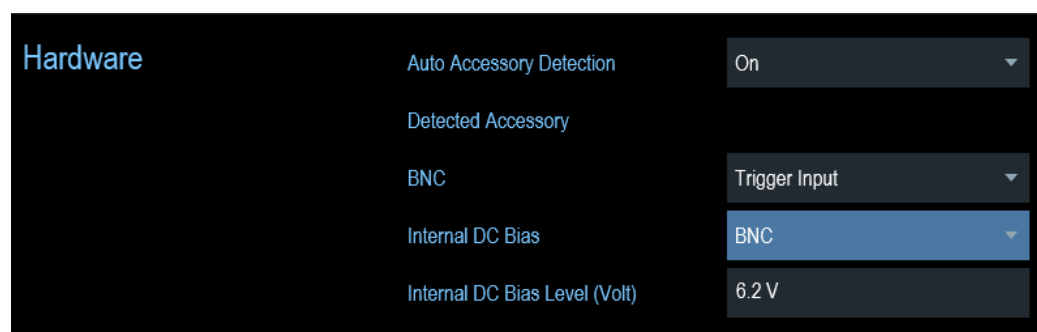 Hardware
Auto Accessory Detection On
Detected Accessory
BNC Trigger Input
Internal DC Bias BNC
Internal DC Bias Level (Volt) 6.2 V